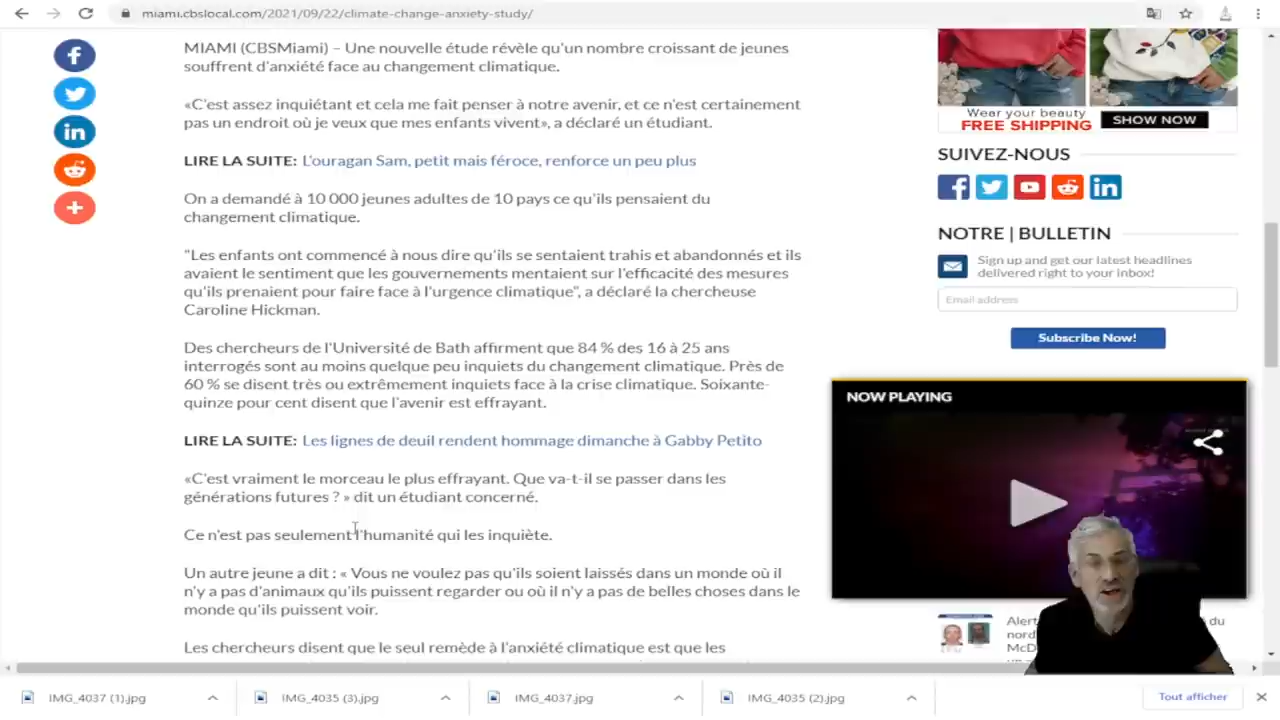 miami.cbslocal.com/2021/09/22/climate-change-anxiety-study/
MIAMI (CBSMiami) – Une nouvelle étude révèle qu'un nombre croissant de jeunes
souffrent d'anxiété face au changement climatique.
«C'est assez inquiétant et cela me fait penser à notre avenir, et ce n'est certainement
pas un endroit où je veux que mes enfants vivent», a déclaré un étudiant.
LIRE LA SUITE: L'ouragan Sam, petit mais féroce, renforce un peu plus
On a demandé à 10 000 jeunes adultes de 10 pays ce qu'ils pensaient du
changement climatique.
"Les enfants ont commencé à nous dire qu'ils se sentaient trahis et abandonnés et ils
avaient le sentiment que les gouvernements mentaient sur l'efficacité des mesures
qu'ils prenaient pour faire face à l'urgence climatique", a déclaré la chercheuse
Caroline Hickman.
Des chercheurs de l'Université de Bath affirment que 84 % des 16 à 25 ans
interrogés sont au moins quelque peu inquiets du changement climatique. Près de
60 % se disent très ou extrêmement inquiets face à la crise climatique. Soixante-
quinze pour cent disent que l'avenir est effrayant.
LIRE LA SUITE: Les lignes de deuil rendent hommage dimanche à Gabby Petito
«C'est vraiment le morceau le plus effrayant. Que va-t-il se passer dans les
générations futures ? » dit un étudiant concerné.
Ce n'est pas seulement l'humanité qui les inquiète.
Un autre jeune a dit : « Vous ne voulez pas qu'ils soient laissés dans un monde où il
n'y a pas d'animaux qu'ils puissent regarder ou où il n'y a pas de belles choses dans le
monde qu'ils puissent voir.
Les chercheurs disent que le seul remède à l'anxiété climatique est que les
Wear your beauty
FREE SHIPPING SHOW NOW
SUIVEZ-NOUS
NOTRE | BULLETIN
Sign up and get our latest headlines
delivered right to your inbox!
Email address
Subscribe Now!
NOW PLAYING
Alert
du
nord
McD
IMG_4037 (1).jpg
IMG_4035 (3).jpg
IMG_4037.jpg
IMG_4035 (2).jpg
Tout afficher